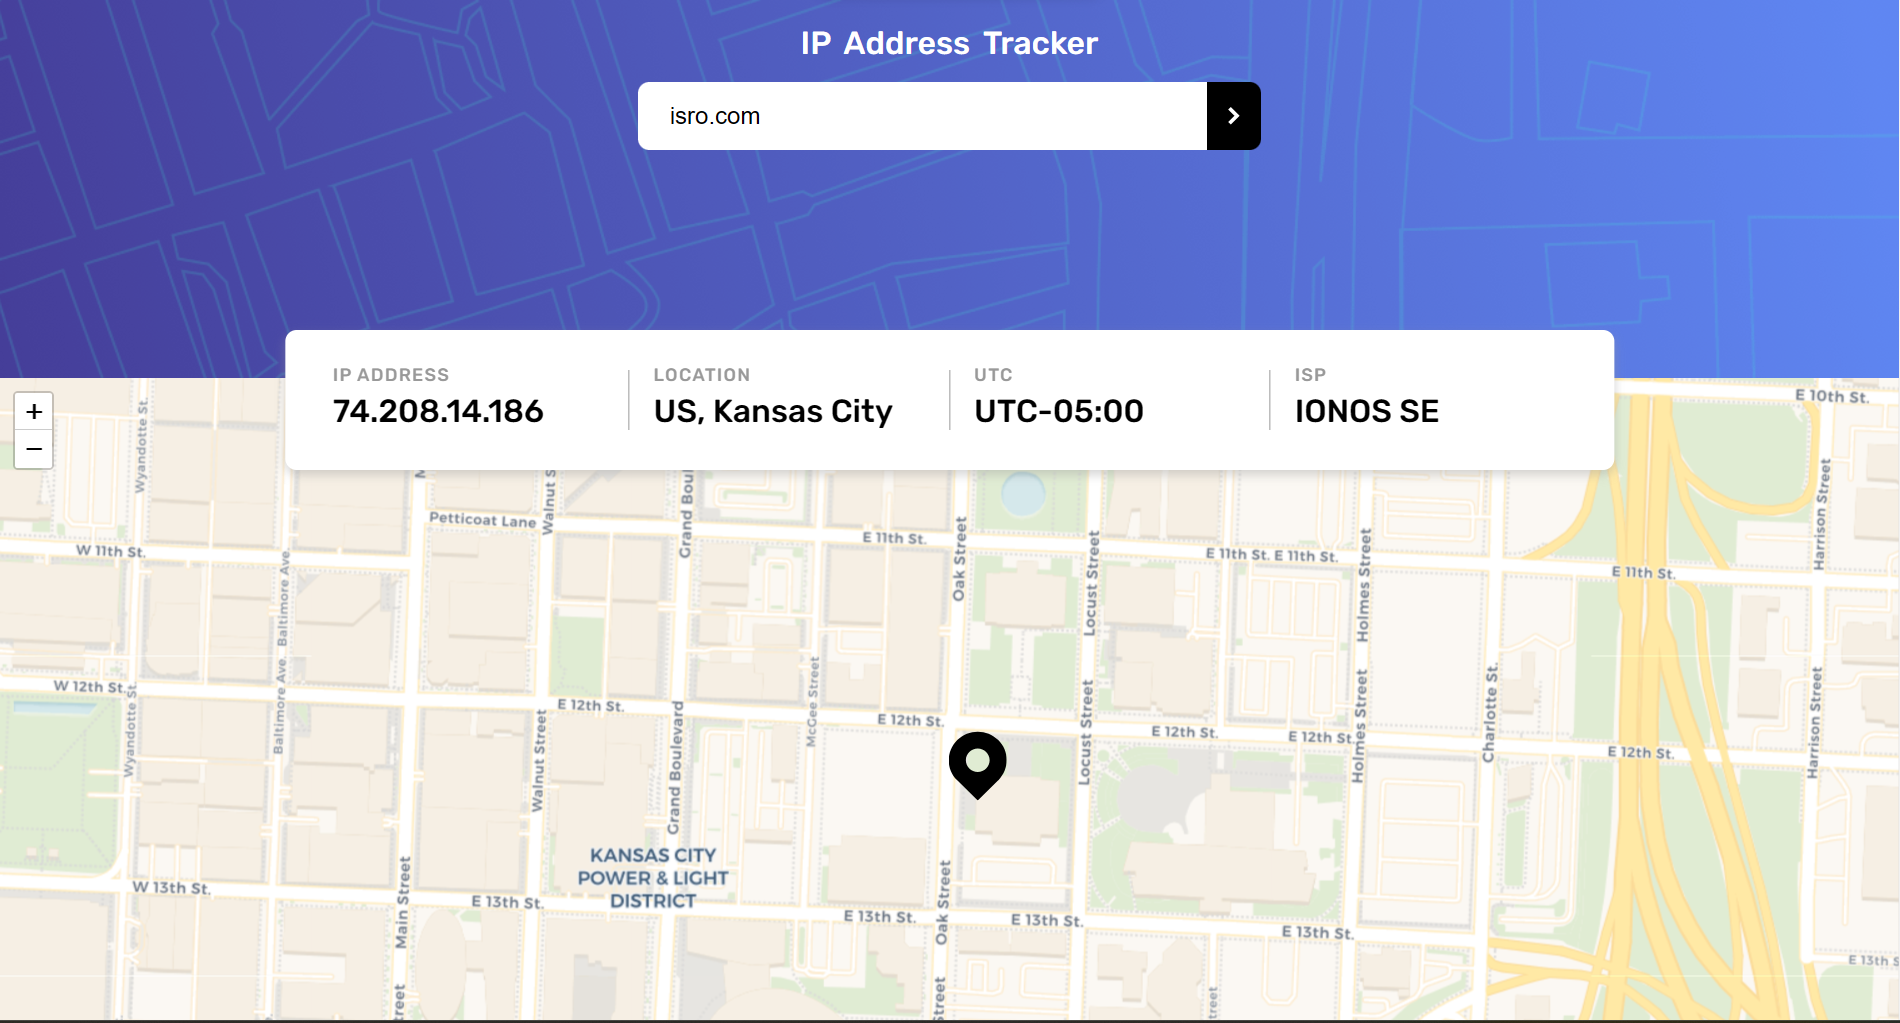 IP Address Tracker
isro.com
IP ADDRESS
74.208.14.186
LOCATION
US, Kansas City
UTC
UTC-05:00
ISP
IONOS SE
+
−
E 10th St.
Wyandotte St.
Walnut S
Grand Boul
Petticoat Lane
W 11th St.
E 11th St.
E 11th St. E 11th St.
E 11th St.
Oak Street
Locust Street
Holmes Street
Harrison Street
Baltimore Ave.
Baltimore Ave.
W 12th St.
Wyandotte St.
E 12th St.
E 12th St.
E 12th St.
E 12th St.
E 12th St.
Walnut Street
Grand Boulevard
McGee Street
Locust Street
Holmes Street
Charlotte St.
Harrison Street
KANSAS CITY
POWER & LIGHT
DISTRICT
W 13th St.
Main Street
E 13th St.
E 13th St.
Oak Street
E 13th St.
E 13th St.
E 13th S
reet
Street
treet